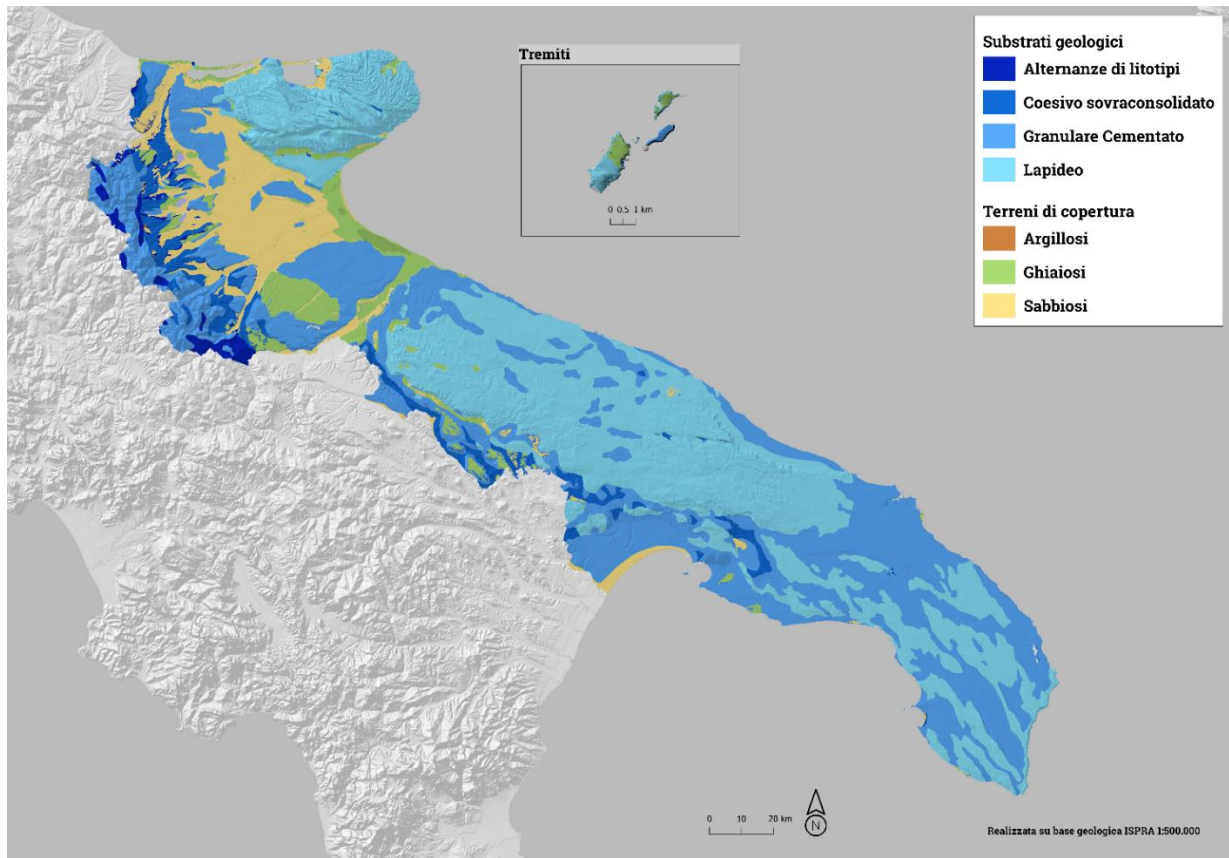 Tremiti
0 0.5 1 km
Substrati geologici
Alternanze di litotipi
Coesivo sovraconsolidato
Granulare Cementato
Lapideo
Terreni di copertura
Argillosi
Ghiaiosi
Sabbiosi
0 10 20 km
N
Realizzata su base geologica ISPRA 1:500.000